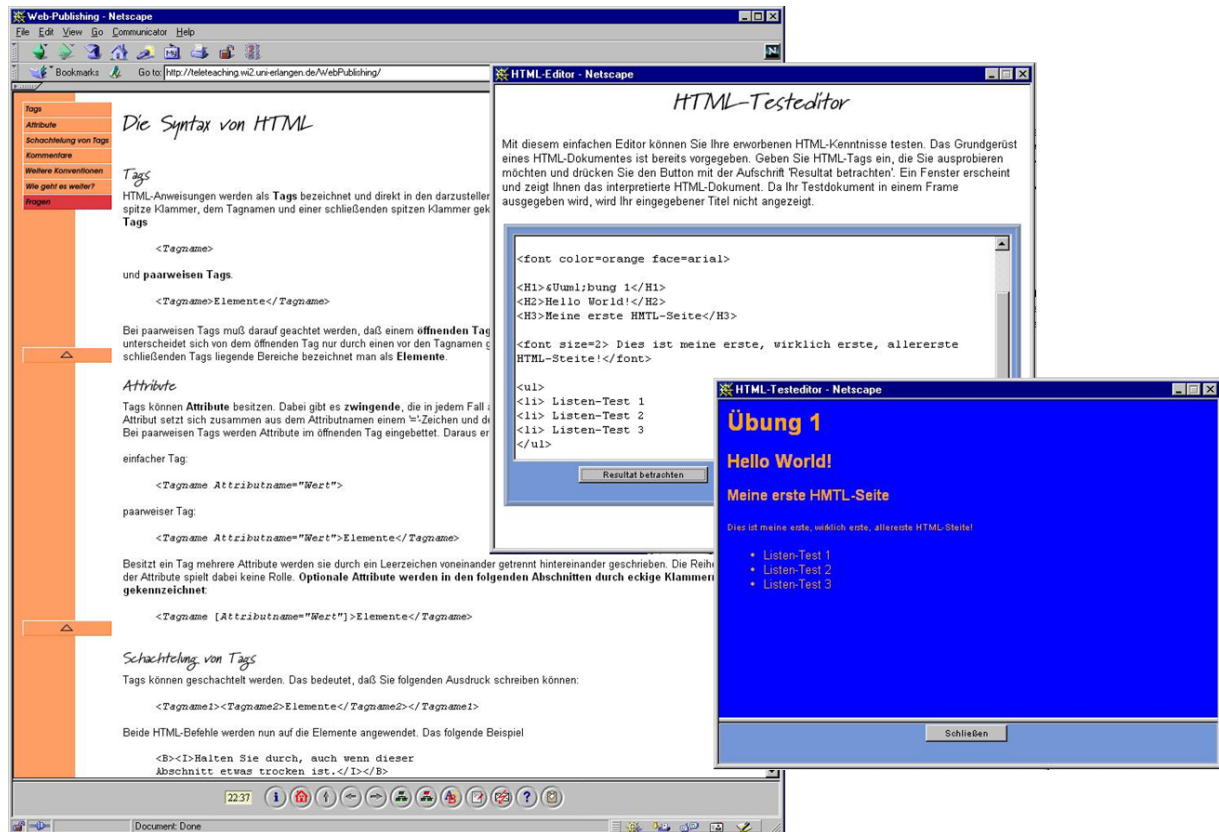 Web-Publishing - Netscape
File Edit View Go Communicator Help
Bookmarks Go to: http://teleteaching.wi2.uni-erlangen.de/WebPublishing/
Tags
Attribute
Schachtelung von Tags
Kommentare
Weitere Konventionen
Wie geht es weiter?
Fragen
Die Syntax von HTML
Tags
HTML-Anweisungen werden als Tags bezeichnet und direkt in den darzusteller
spitze Klammer, dem Tagnamen und einer schließenden spitzen Klammer gek
Tags
<Tagname>
und paarweisen Tags.
<Tagname>Elemente</Tagname>
Bei paarweisen Tags muß darauf geachtet werden, daß einem öffnenden Tag
unterscheidet sich von dem öffnenden Tag nur durch einen vor den Tagnamen g
schließenden Tags liegende Bereiche bezeichnet man als Elemente.
Attribute
Tags können Attribute besitzen. Dabei gibt es zwingende, die in jedem Fall a
Attribut setzt sich zusammen aus dem Attributnamen einem '='-Zeichen und de
Bei paarweisen Tags werden Attribute im öffnenden Tag eingebettet. Daraus er
einfacher Tag:
<Tagname Attributname="Wert">
paarweiser Tag:
<Tagname Attributname="Wert">Elemente</Tagname>
Besitzt ein Tag mehrere Attribute werden sie durch ein Leerzeichen voneinander getrennt hintereinander geschrieben. Die Reihe
der Attribute spielt dabei keine Rolle. Optionale Attribute werden in den folgenden Abschnitten durch eckige Klammern
gekennzeichnet:
<Tagname [Attributname="Wert"]>Elemente</Tagname>
Schachtelung von Tags
Tags können geschachtelt werden. Das bedeutet, daß Sie folgenden Ausdruck schreiben können:
<Tagname1><Tagname2>Elemente</Tagname2></Tagname1>
Beide HTML-Befehle werden nun auf die Elemente angewendet. Das folgende Beispiel
<B><I>Halten Sie durch, auch wenn dieser
Abschnitt etwas trocken ist.</I></B>
22:37
Document: Done
HTML-Editor - Netscape
HTML-Testeditor
Mit diesem einfachen Editor können Sie Ihre erworbenen HTML-Kenntnisse testen. Das Grundgerüst
eines HTML-Dokumentes ist bereits vorgegeben. Geben Sie HTML-Tags ein, die Sie ausprobieren
möchten und drücken Sie den Button mit der Aufschrift 'Resultat betrachten'. Ein Fenster erscheint
und zeigt Ihnen das interpretierte HTML-Dokument. Da Ihr Testdokument in einem Frame
ausgegeben wird, wird Ihr eingegebener Titel nicht angezeigt.
<font color=orange face=arial>
<H1>&Uuml;bung 1</H1>
<H2>Hello World!</H2>
<H3>Meine erste HMTL-Seite</H3>
<font size=2> Dies ist meine erste, wirklich erste, allererste
HTML-Steite!</font>
<ul>
<li> Listen-Test 1
<li> Listen-Test 2
<li> Listen-Test 3
</ul>
Resultat betrachten
HTML-Testeditor - Netscape
Übung 1
Hello World!
Meine erste HMTL-Seite
Dies ist meine erste, wirklich erste, allererste HTML-Steite!
Listen-Test 1
Listen-Test 2
Listen-Test 3
Schließen